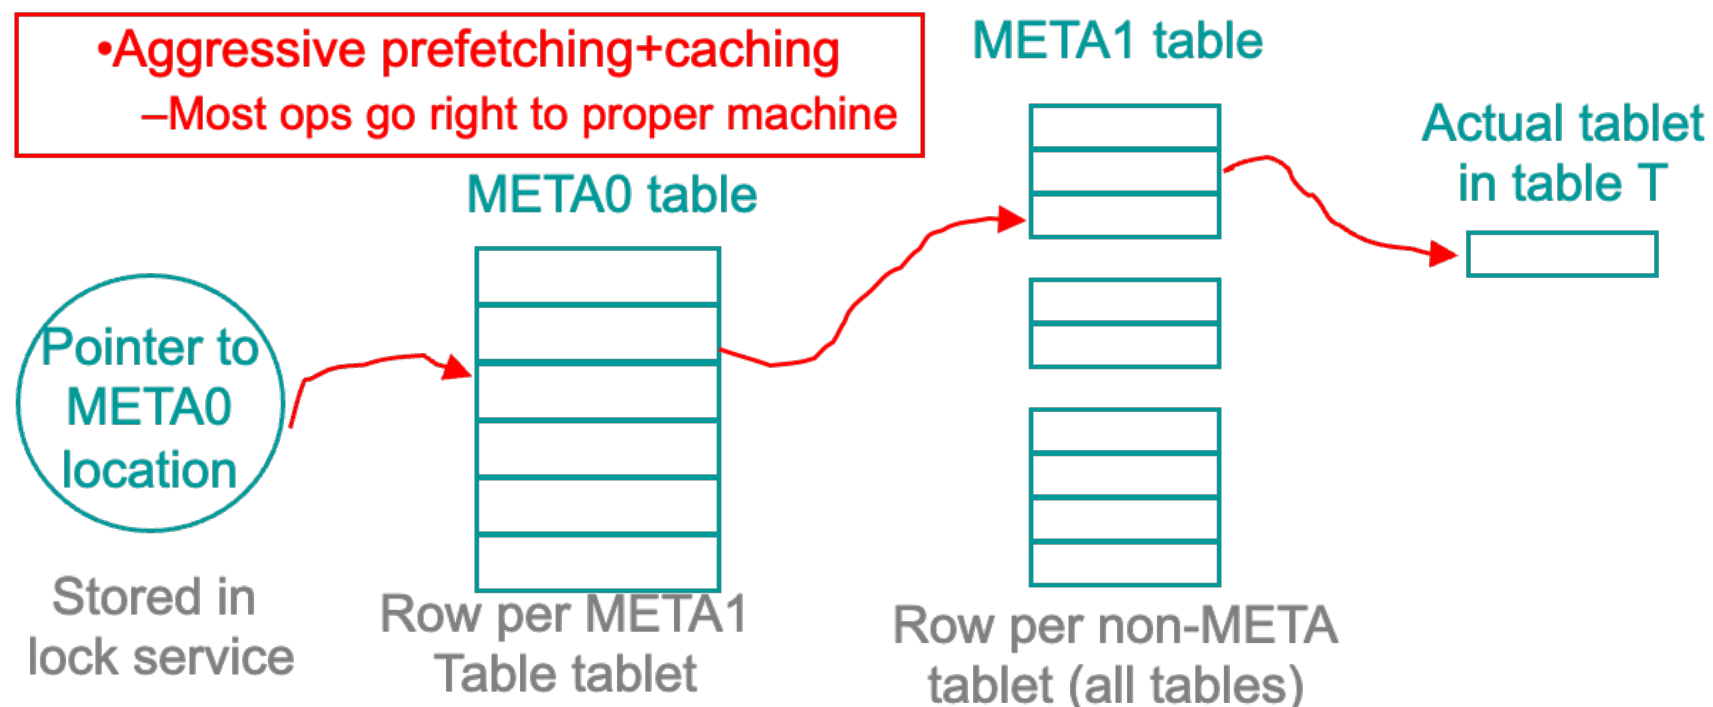 •Aggressive prefetching+caching
–Most ops go right to proper machine
META0 table
META1 table
Actual tablet
in table T
Pointer to
META0
location
Stored in
lock service
Row per META1
Table tablet
Row per non-META
tablet (all tables)